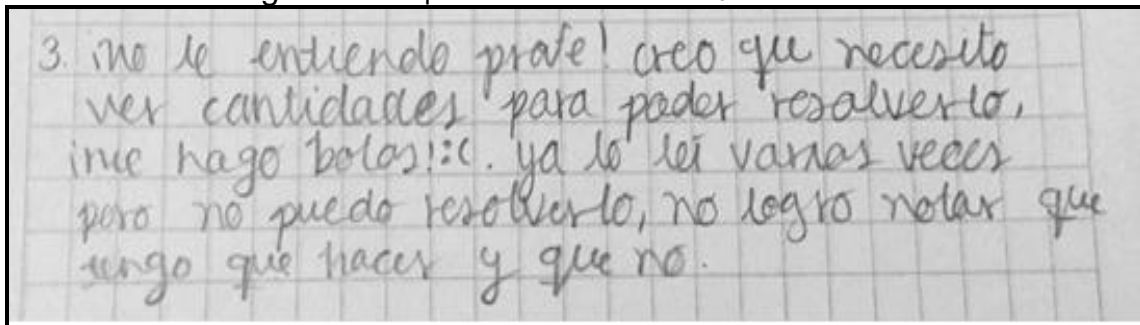 3. ¡no le entiendo profe! creo que necesito
ver cantidades para poder resolverlo,
¡me hago bolas! :(. ya lo leí varias veces
pero no puedo resolverlo, no logro notar que
tengo que hacer y que no.